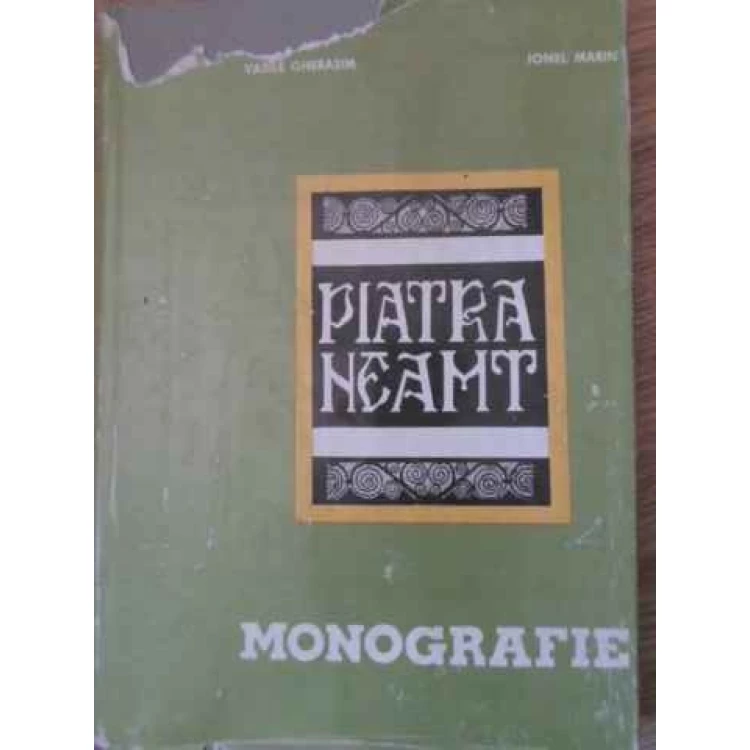 VASILE GHERASIM IONEL MARIN
PIATRA
NEAMT
MONOGRAFIE